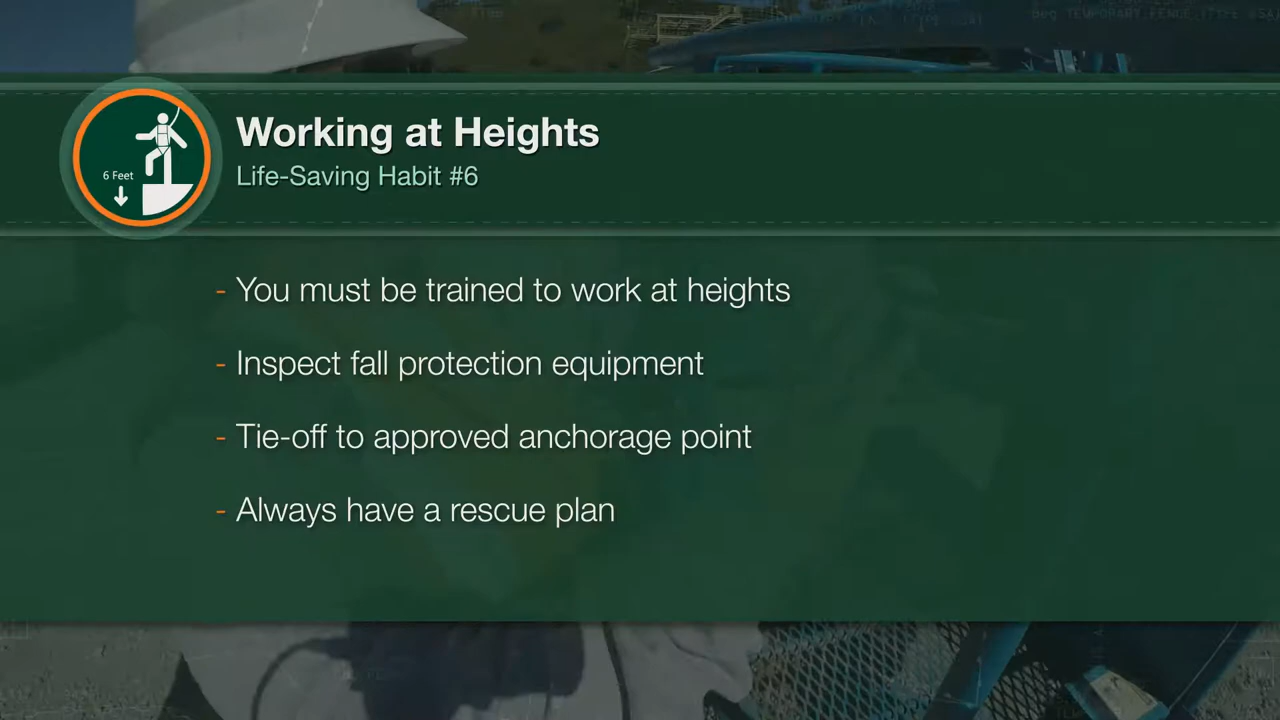 Working at Heights
Life-Saving Habit #6
6 Feet
- You must be trained to work at heights
- Inspect fall protection equipment
- Tie-off to approved anchorage point
- Always have a rescue plan